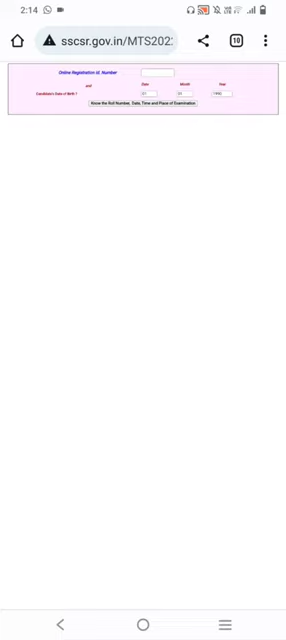 2:14
sscsr.gov.in/MTS202
10
Online Registration Id. Number
and
Date Month Year
Candidate's Date of Birth ?
01 01
Know the Roll Number, Date, Time and Place of Examination